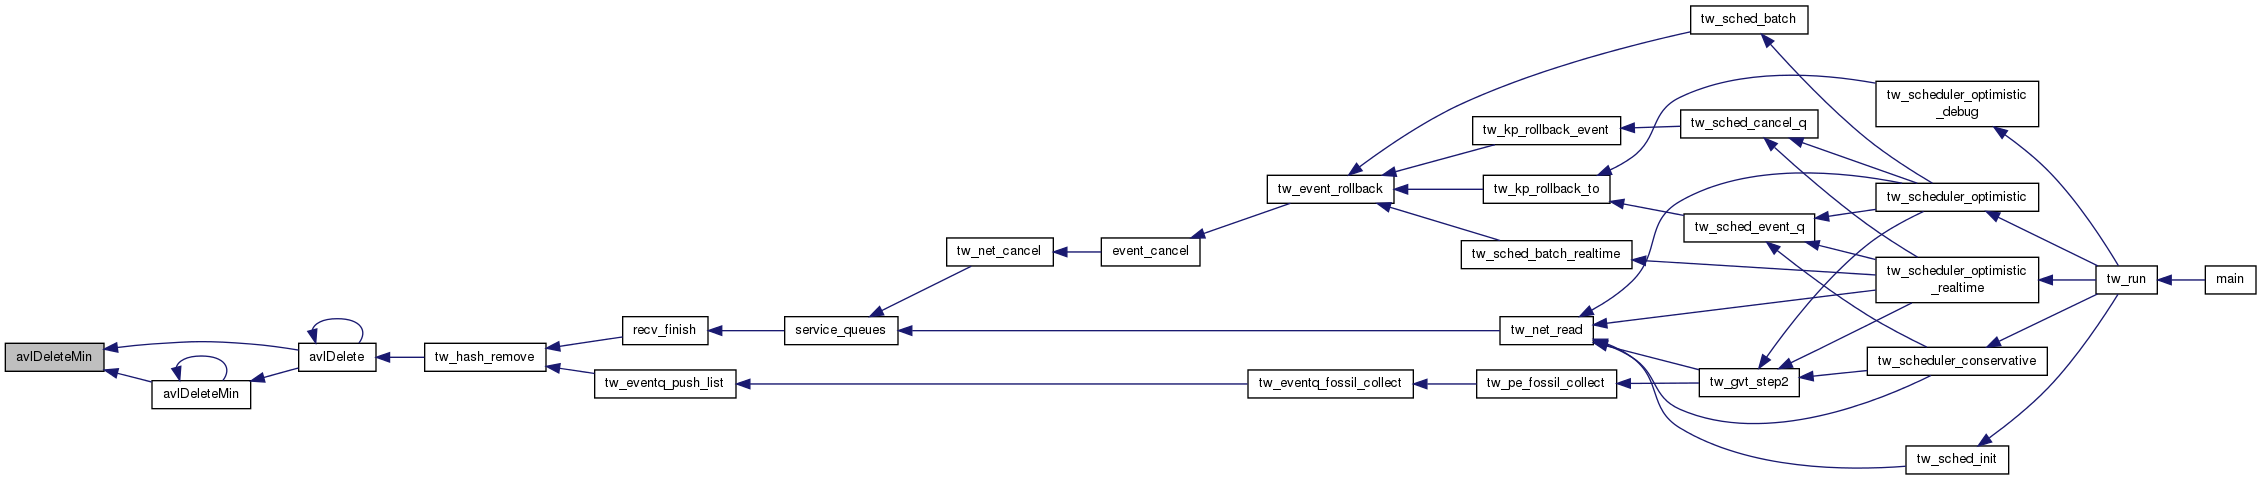 avlDeleteMin
avlDeleteMin
avlDelete
tw_hash_remove
recv_finish
tw_eventq_push_list
service_queues
tw_net_cancel
event_cancel
tw_eventq_fossil_collect
tw_event_rollback
tw_kp_rollback_event
tw_kp_rollback_to
tw_sched_batch_realtime
tw_net_read
tw_pe_fossil_collect
tw_sched_batch
tw_sched_cancel_q
tw_sched_event_q
tw_gvt_step2
tw_scheduler_optimistic
_debug
tw_scheduler_optimistic
tw_scheduler_optimistic
_realtime
tw_scheduler_conservative
tw_sched_init
tw_run
main